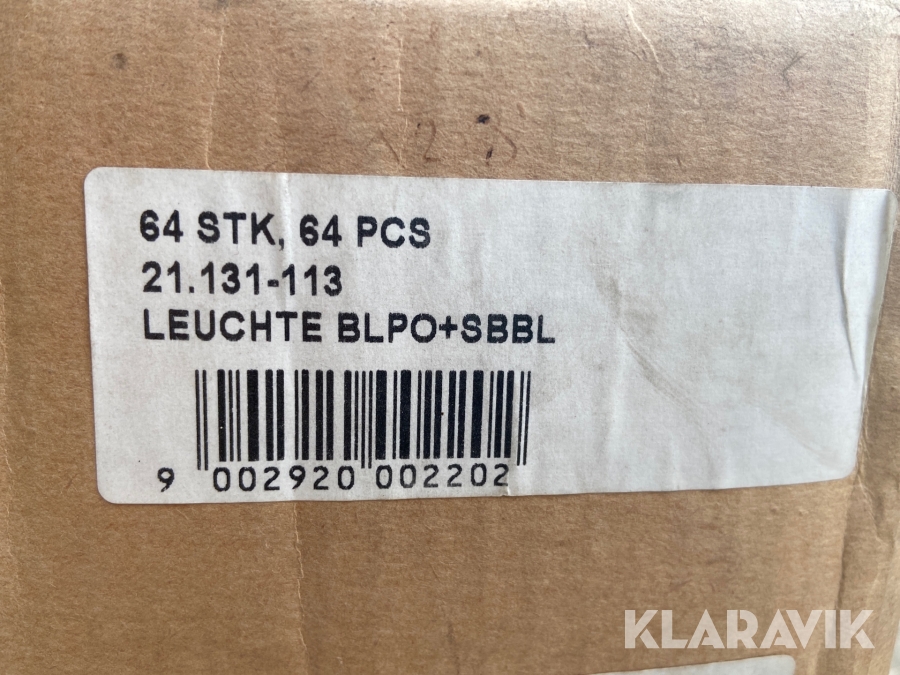 64 STK, 64 PCS
21.131-113
LEUCHTE BLPO+SBBL
9 002920 002202
KLARAVIK